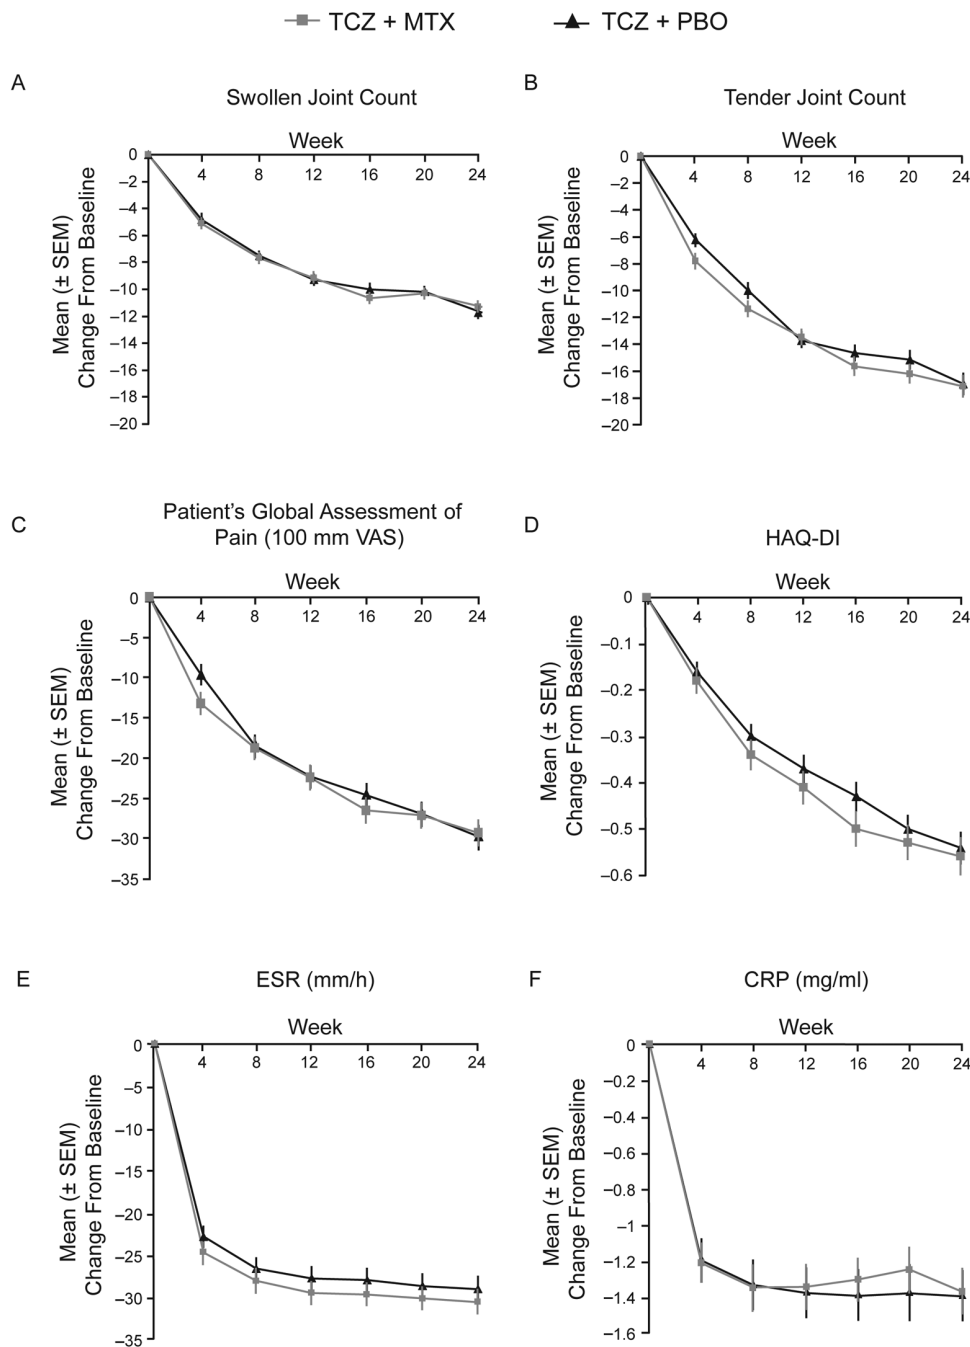 TCZ + MTX TCZ + PBO
A
Swollen Joint Count
Week
0
4 8 12 16 20 24
–2
–4
–6
–8
–10
–12
–14
–16
–18
–20
Mean (± SEM)
Change From Baseline
B
Tender Joint Count
Week
0
4 8 12 16 20 24
–2
–4
–6
–8
–10
–12
–14
–16
–18
–20
Mean (± SEM)
Change From Baseline
C
Patient’s Global Assessment of
Pain (100 mm VAS)
Week
0
4 8 12 16 20 24
–5
–10
–15
–20
–25
–30
–35
Mean (± SEM)
Change From Baseline
D
HAQ-DI
Week
0
4 8 12 16 20 24
–0.1
–0.2
–0.3
–0.4
–0.5
–0.6
Mean (± SEM)
Change From Baseline
E
ESR (mm/h)
Week
0
4 8 12 16 20 24
–5
–10
–15
–20
–25
–30
–35
Mean (± SEM)
Change From Baseline
F
CRP (mg/ml)
Week
0
4 8 12 16 20 24
–0.2
–0.4
–0.6
–0.8
–1
–1.2
–1.4
–1.6
Mean (± SEM)
Change From Baseline